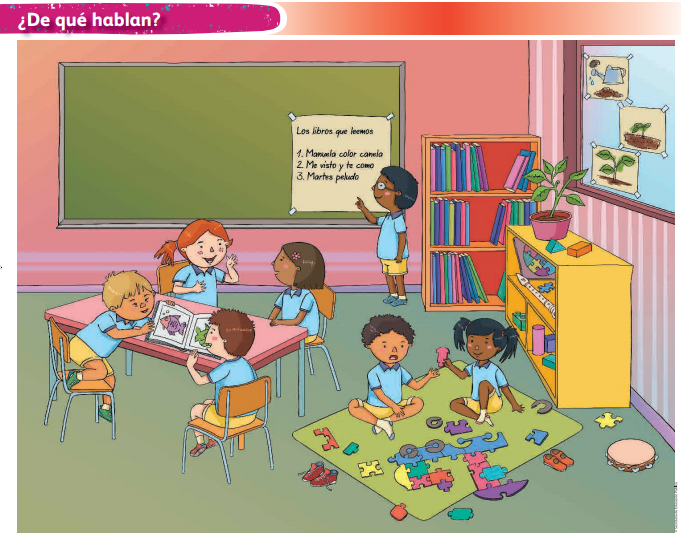 ¿De qué hablan?
Los libros que leemos
1. Manuela color canela
2. Me visto y te como
3. Martes peludo